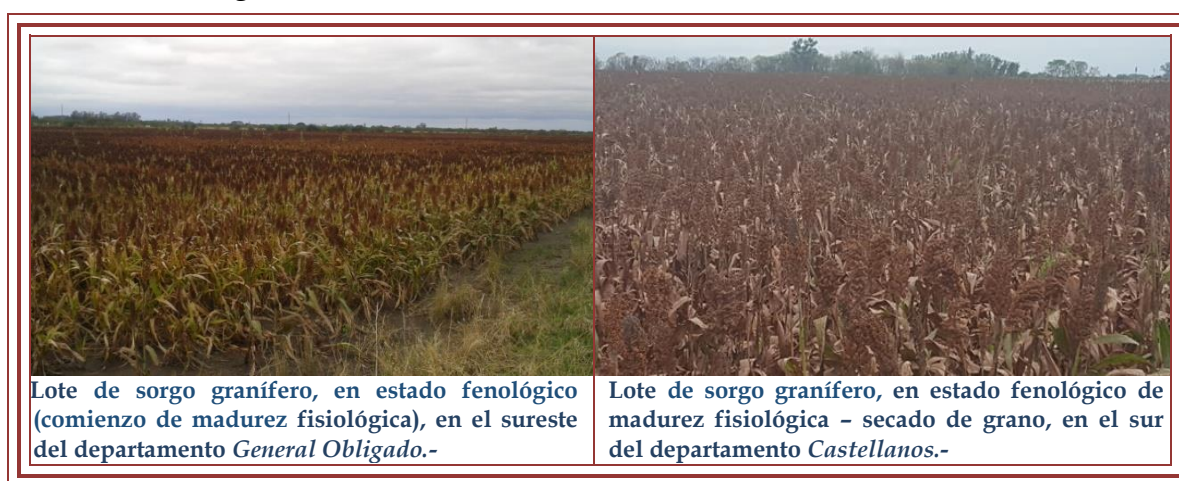 Lote de sorgo granífero, en estado fenológico
(comienzo de madurez fisiológica), en el sureste
del departamento General Obligado.-
Lote de sorgo granífero, en estado fenológico de
madurez fisiológica – secado de grano, en el sur
del departamento Castellanos.-